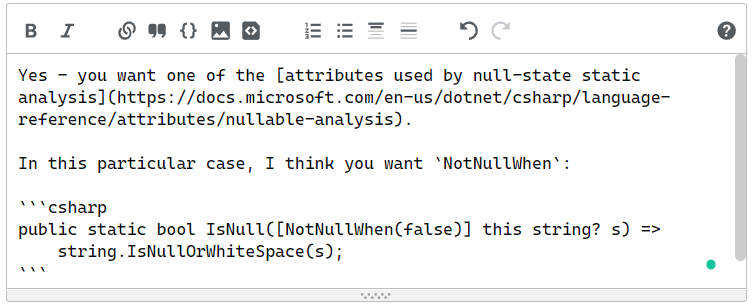 B I
Yes – you want one of the [attributes used by null-state static
analysis](https://docs.microsoft.com/en-us/dotnet/csharp/language-
reference/attributes/nullable-analysis).
In this particular case, I think you want `NotNullWhen`:
```csharp
public static bool IsNull([NotNullWhen(false)] this string? s) =>
    string.IsNullOrWhiteSpace(s);
```